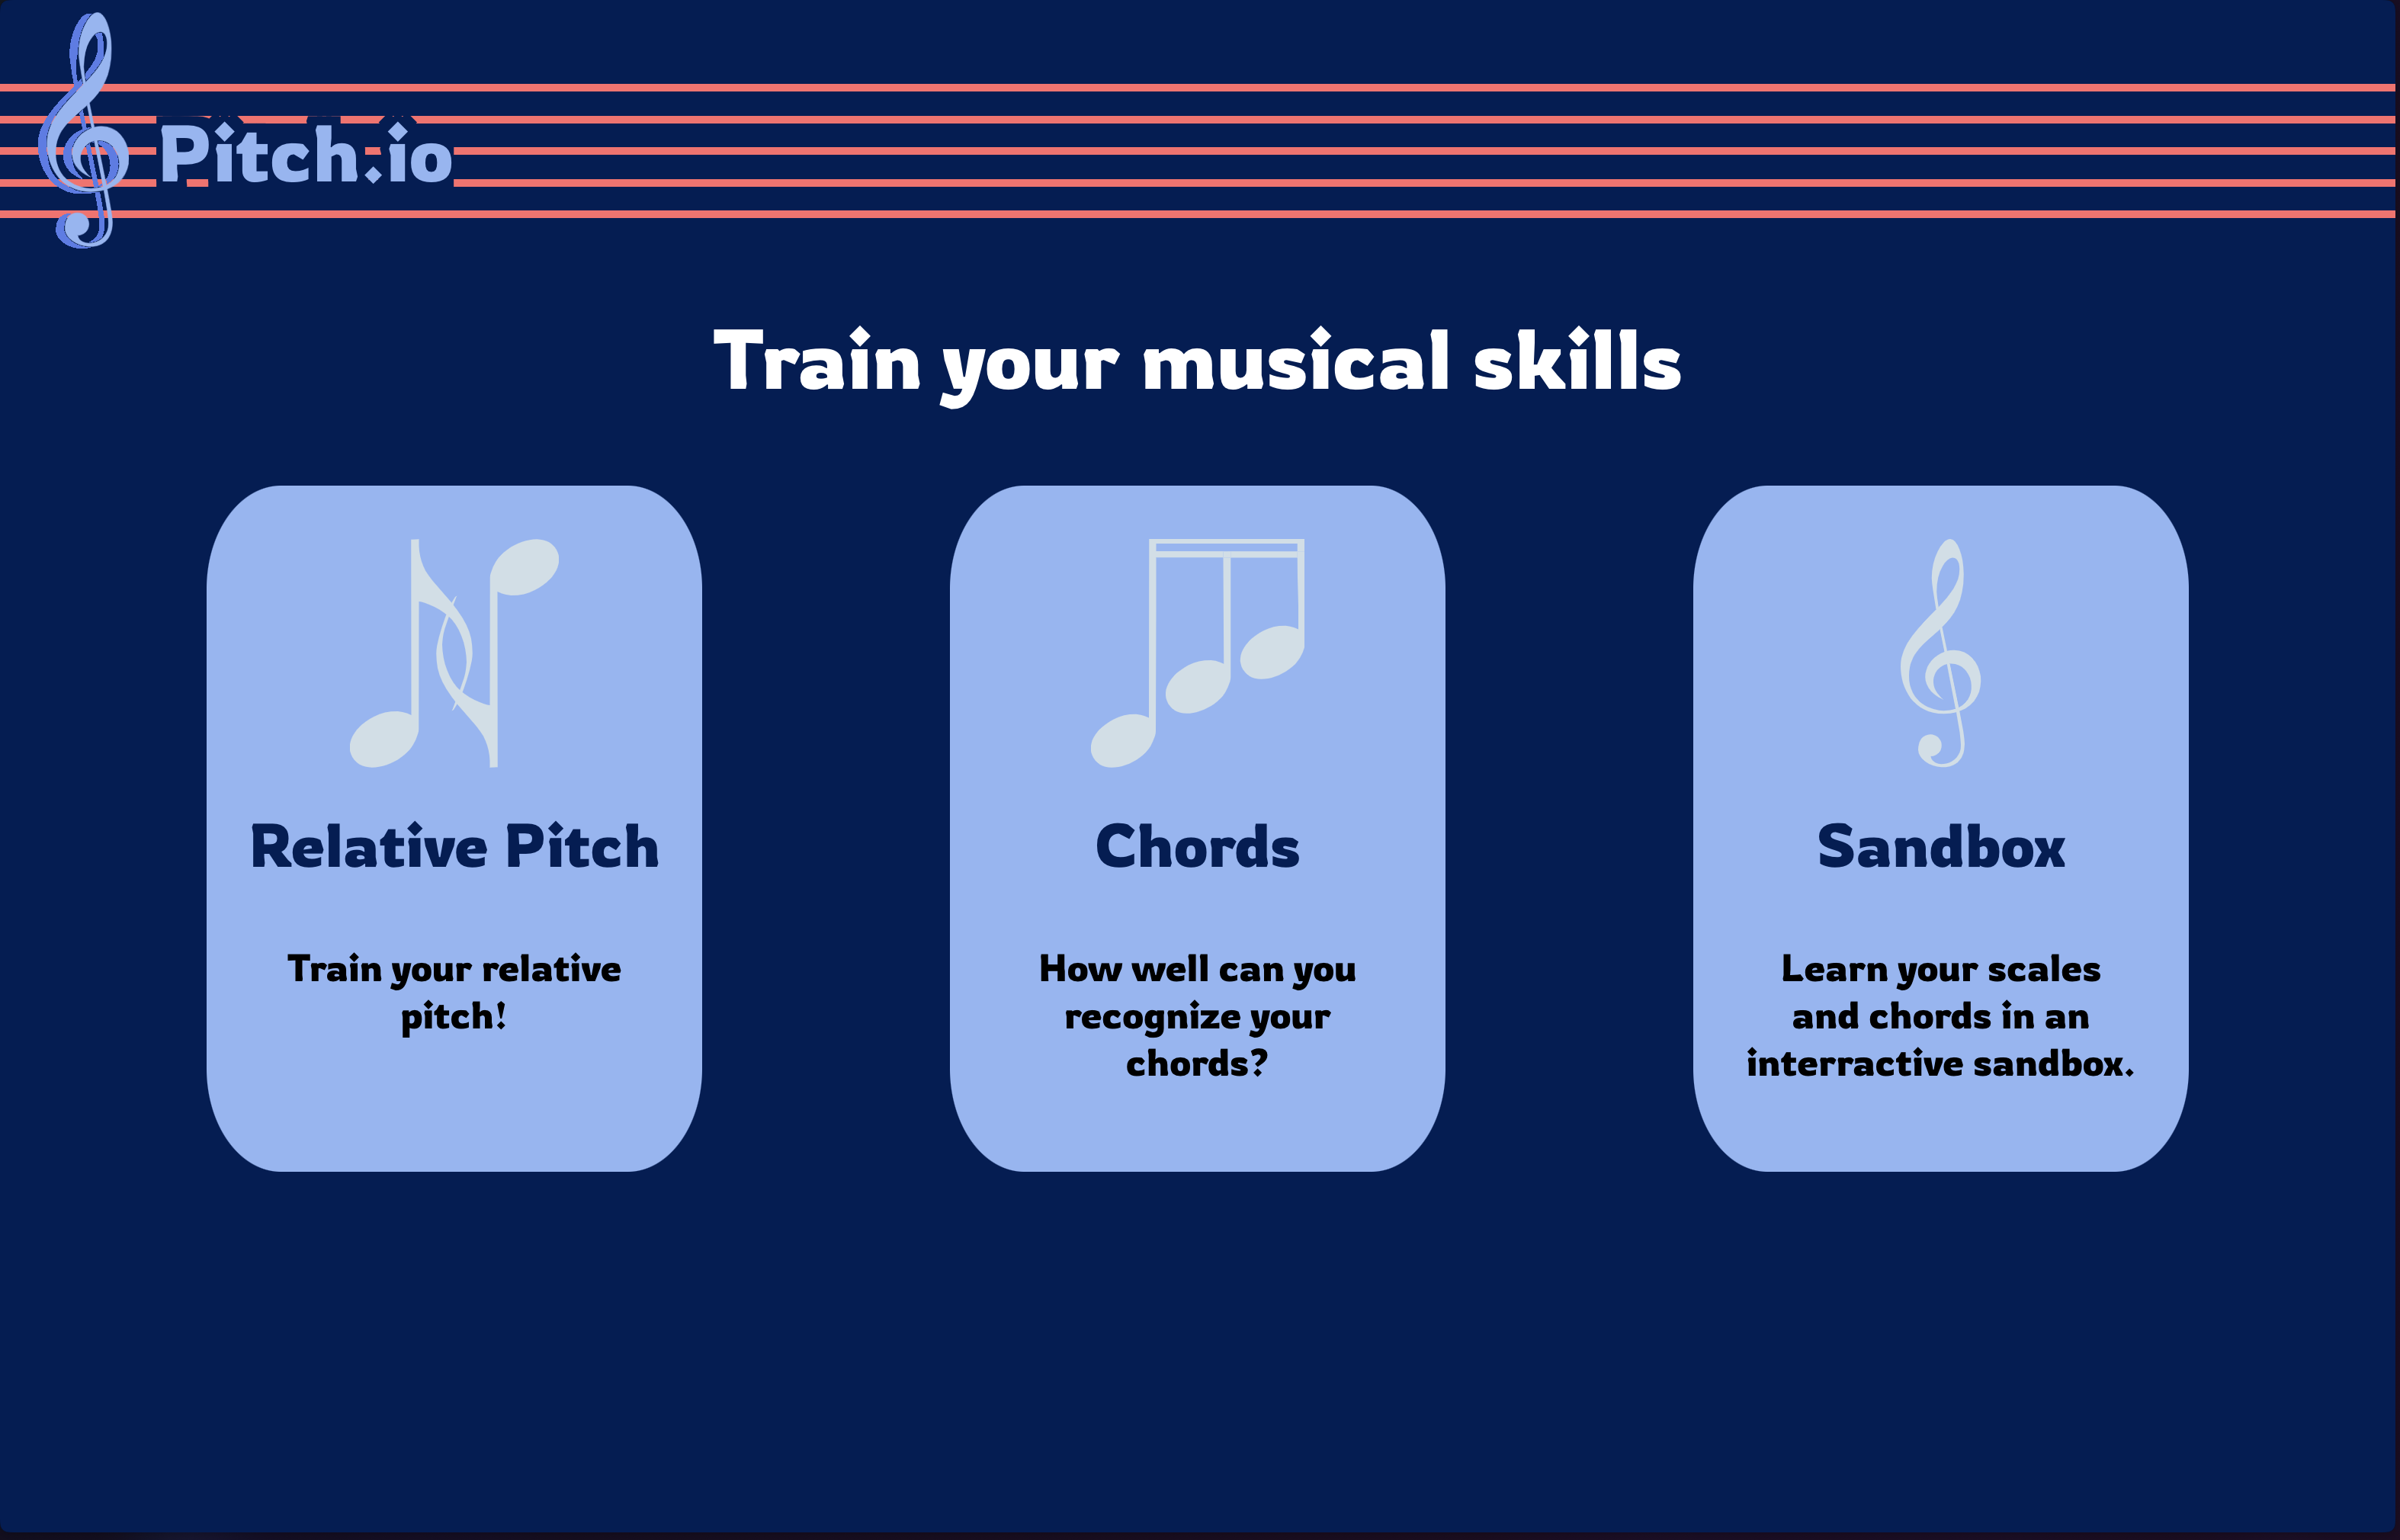 Pitch.io
Train your musical skills
Relative Pitch
Train your relative
pitch!
Chords
How well can you
recognize your
chords?
Sandbox
Learn your scales
and chords in an
interractive sandbox.